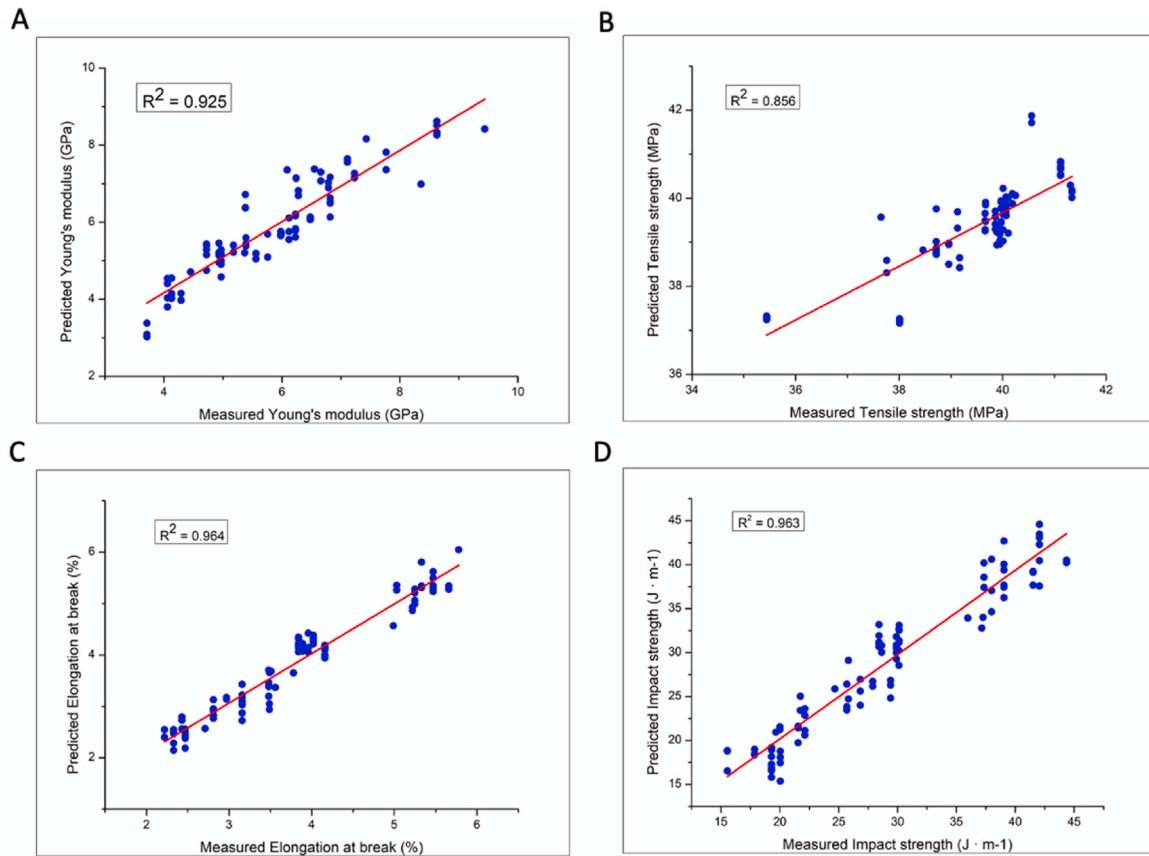 A
R2 = 0.925
Predicted Young's modulus (GPa)
10
8
6
4
2
4
6
8
10
Measured Young's modulus (GPa)
B
R2 = 0.856
Predicted Tensile strength (MPa)
42
40
38
36
34
36
38
40
42
Measured Tensile strength (MPa)
C
R2 = 0.964
Predicted Elongation at break (%)
6
4
2
2
3
4
5
6
Measured Elongation at break (%)
D
R2 = 0.963
Predicted Impact strength (J · m-1)
45
40
35
30
25
20
15
15
20
25
30
35
40
45
Measured Impact strength (J · m-1)